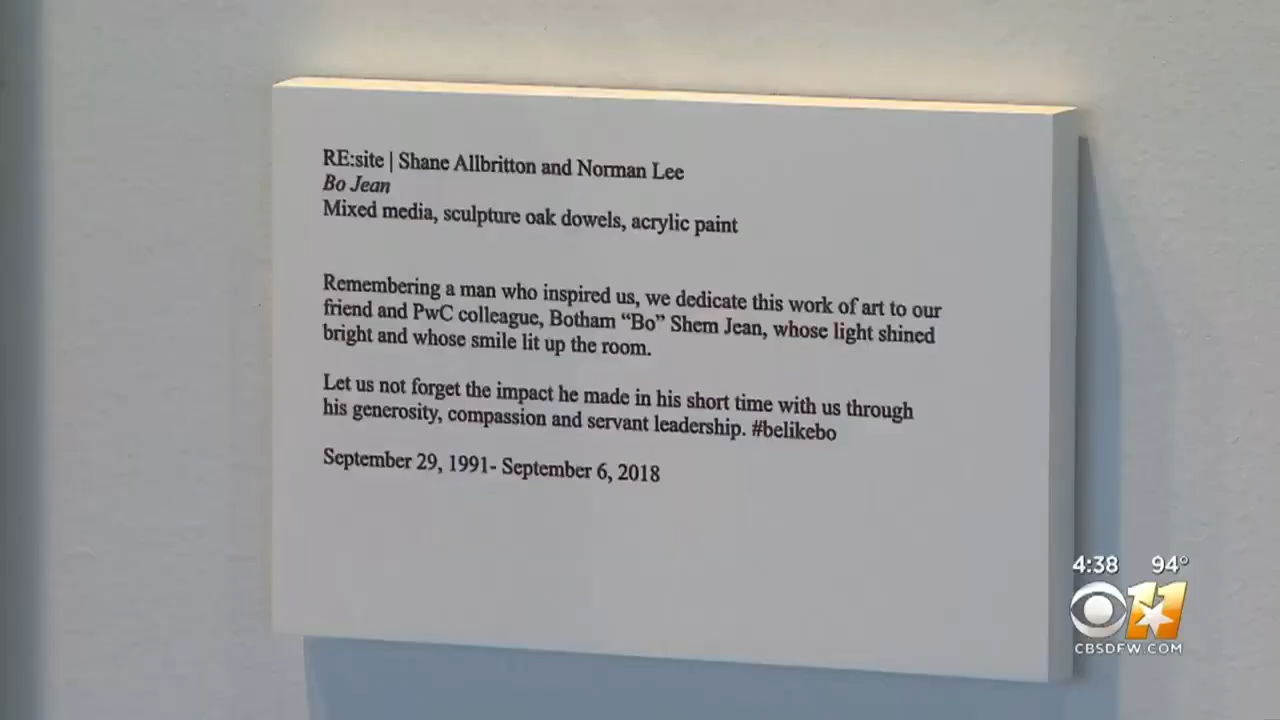 RE:site | Shane Allbritton and Norman Lee
Bo Jean
Mixed media, sculpture oak dowels, acrylic paint
Remembering a man who inspired us, we dedicate this work of art to our
friend and PwC colleague, Botham “Bo” Shem Jean, whose light shined
bright and whose smile lit up the room.
Let us not forget the impact he made in his short time with us through
his generosity, compassion and servant leadership. #belikebo
September 29, 1991- September 6, 2018
4:38 94°
11
CBSDFW.COM